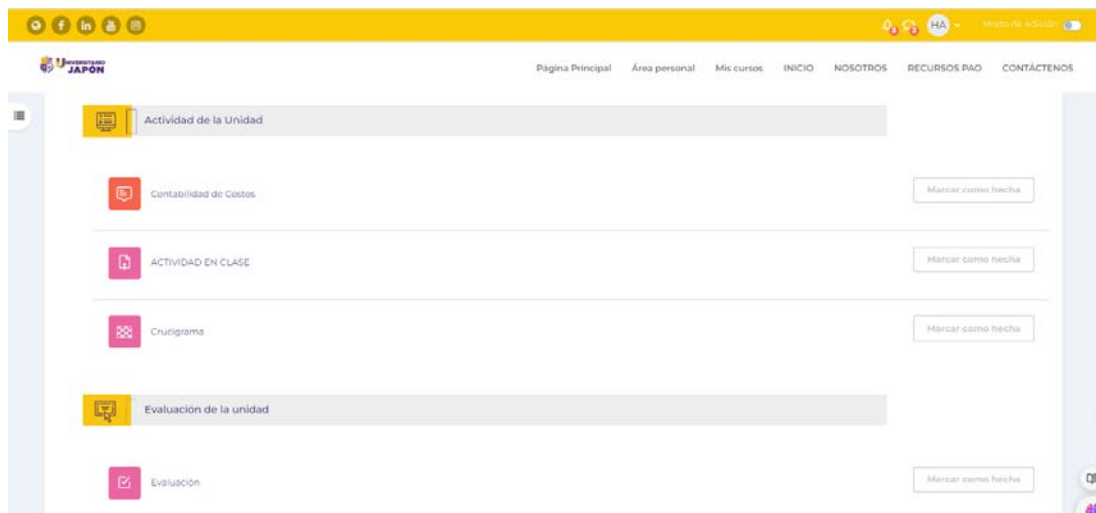 HA
Modo de edición
UNIVERSITARIO
JAPÓN
Página Principal Área personal Mis cursos INICIO NOSOTROS RECURSOS PAO CONTÁCTENOS
Actividad de la Unidad
Contabilidad de Costos
Marcar como hecha
ACTIVIDAD EN CLASE
Marcar como hecha
Crucigrama
Marcar como hecha
Evaluación de la unidad
Evaluación
Marcar como hecha